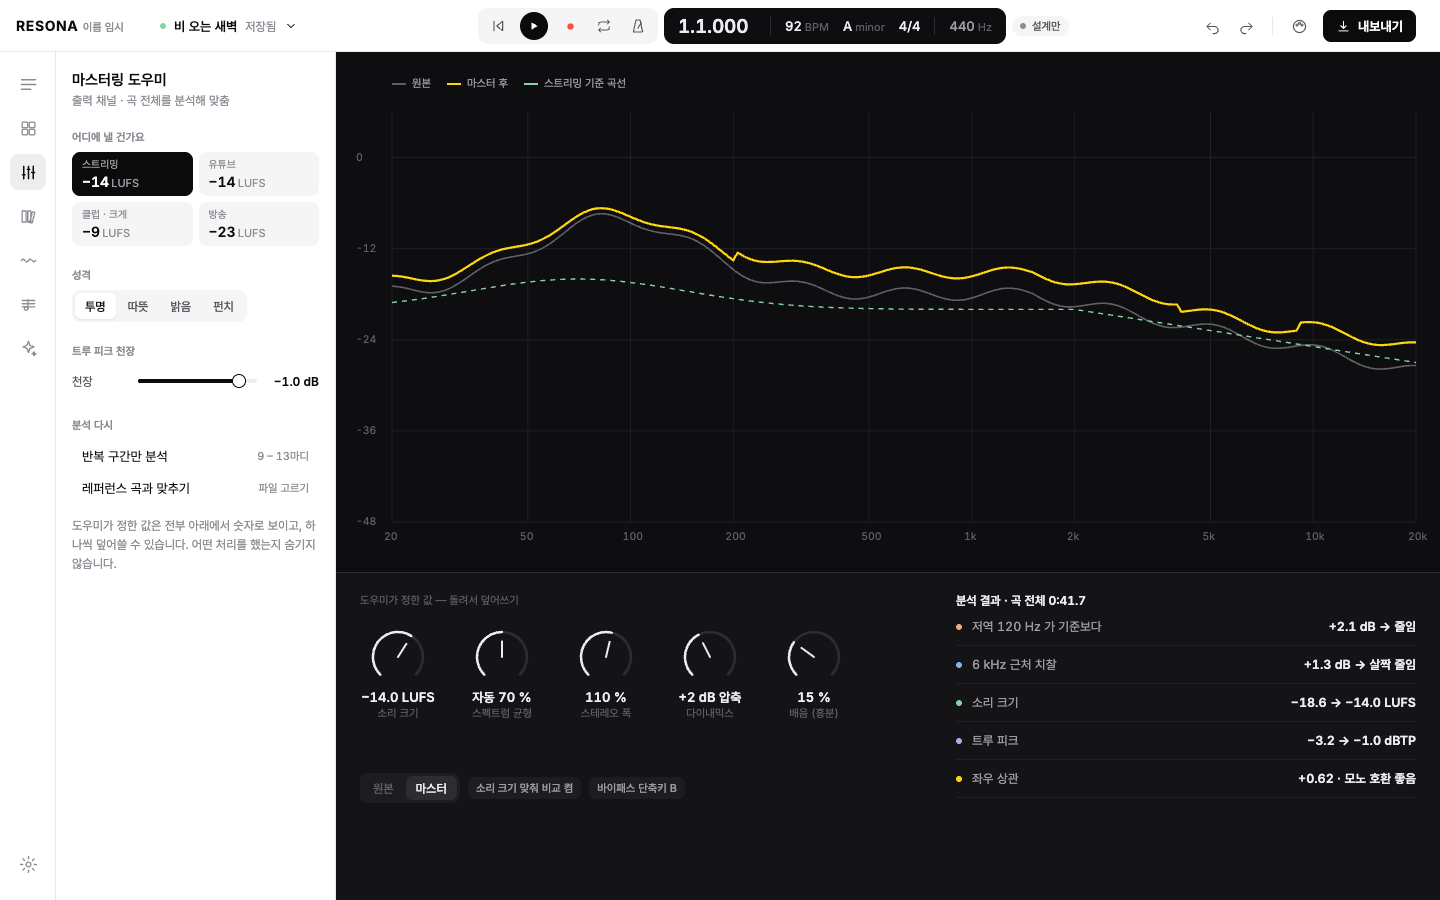 RESONA 이름 임시
비 오는 새벽 저장됨
1.1.000 92 BPM A minor 4/4 440 Hz
설계만
내보내기
마스터링 도우미
출력 채널 · 곡 전체를 분석해 맞춤
어디에 낼 건가요
스트리밍
−14 LUFS
유튜브
−14 LUFS
클럽 · 크게
−9 LUFS
방송
−23 LUFS
성격
투명 따뜻 밝음 펀치
트루 피크 천장
천장 −1.0 dB
분석 다시
반복 구간만 분석 9 – 13마디
레퍼런스 곡과 맞추기 파일 고르기
도우미가 정한 값은 전부 아래에서 숫자로 보이고, 하
나씩 덮어쓸 수 있습니다. 어떤 처리를 했는지 숨기지
않습니다.
원본 마스터 후 스트리밍 기준 곡선
0
-12
-24
-36
-48
20 50 100 200 500 1k 2k 5k 10k 20k
도우미가 정한 값 — 돌려서 덮어쓰기
−14.0 LUFS
소리 크기
자동 70 %
스펙트럼 균형
110 %
스테레오 폭
+2 dB 압축
다이내믹스
15 %
배음 (흥분)
원본 마스터 소리 크기 맞춰 비교 켬 바이패스 단축키 B
분석 결과 · 곡 전체 0:41.7
저역 120 Hz 가 기준보다 +2.1 dB → 줄임
6 kHz 근처 치찰 +1.3 dB → 살짝 줄임
소리 크기 −18.6 → −14.0 LUFS
트루 피크 −3.2 → −1.0 dBTP
좌우 상관 +0.62 · 모노 호환 좋음